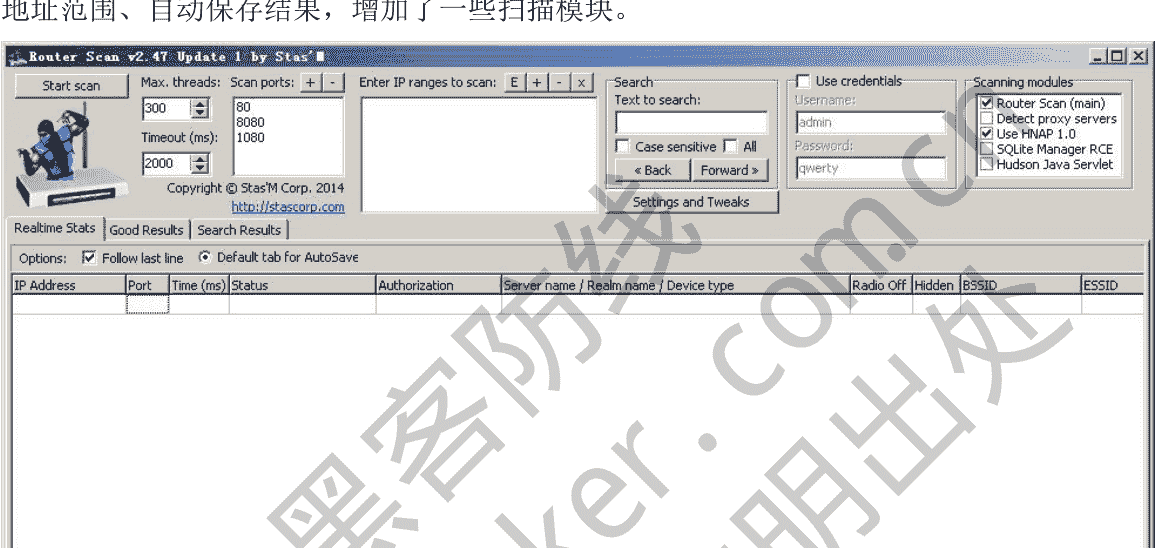 地址范围、自动保存结果，增加了一些扫描模块。
Router Scan v2.47 Update 1 by Stas'M
Start scan
Max. threads:
300
Timeout (ms):
2000
Scan ports: + -
80
8080
1080
Copyright © Stas'M Corp. 2014
http://stascorp.com
Enter IP ranges to scan: E + - x
Search
Text to search:
Case sensitive All
« Back Forward »
Settings and Tweaks
Use credentials
Username:
admin
Password:
qwerty
Scanning modules
Router Scan (main)
Detect proxy servers
Use HNAP 1.0
SQLite Manager RCE
Hudson Java Servlet
Realtime Stats Good Results Search Results
Options: Follow last line Default tab for AutoSave
IP Address Port Time (ms) Status Authorization Server name / Realm name / Device type Radio Off Hidden BSSID ESSID
黑客防线
ker.com.cn
明出处